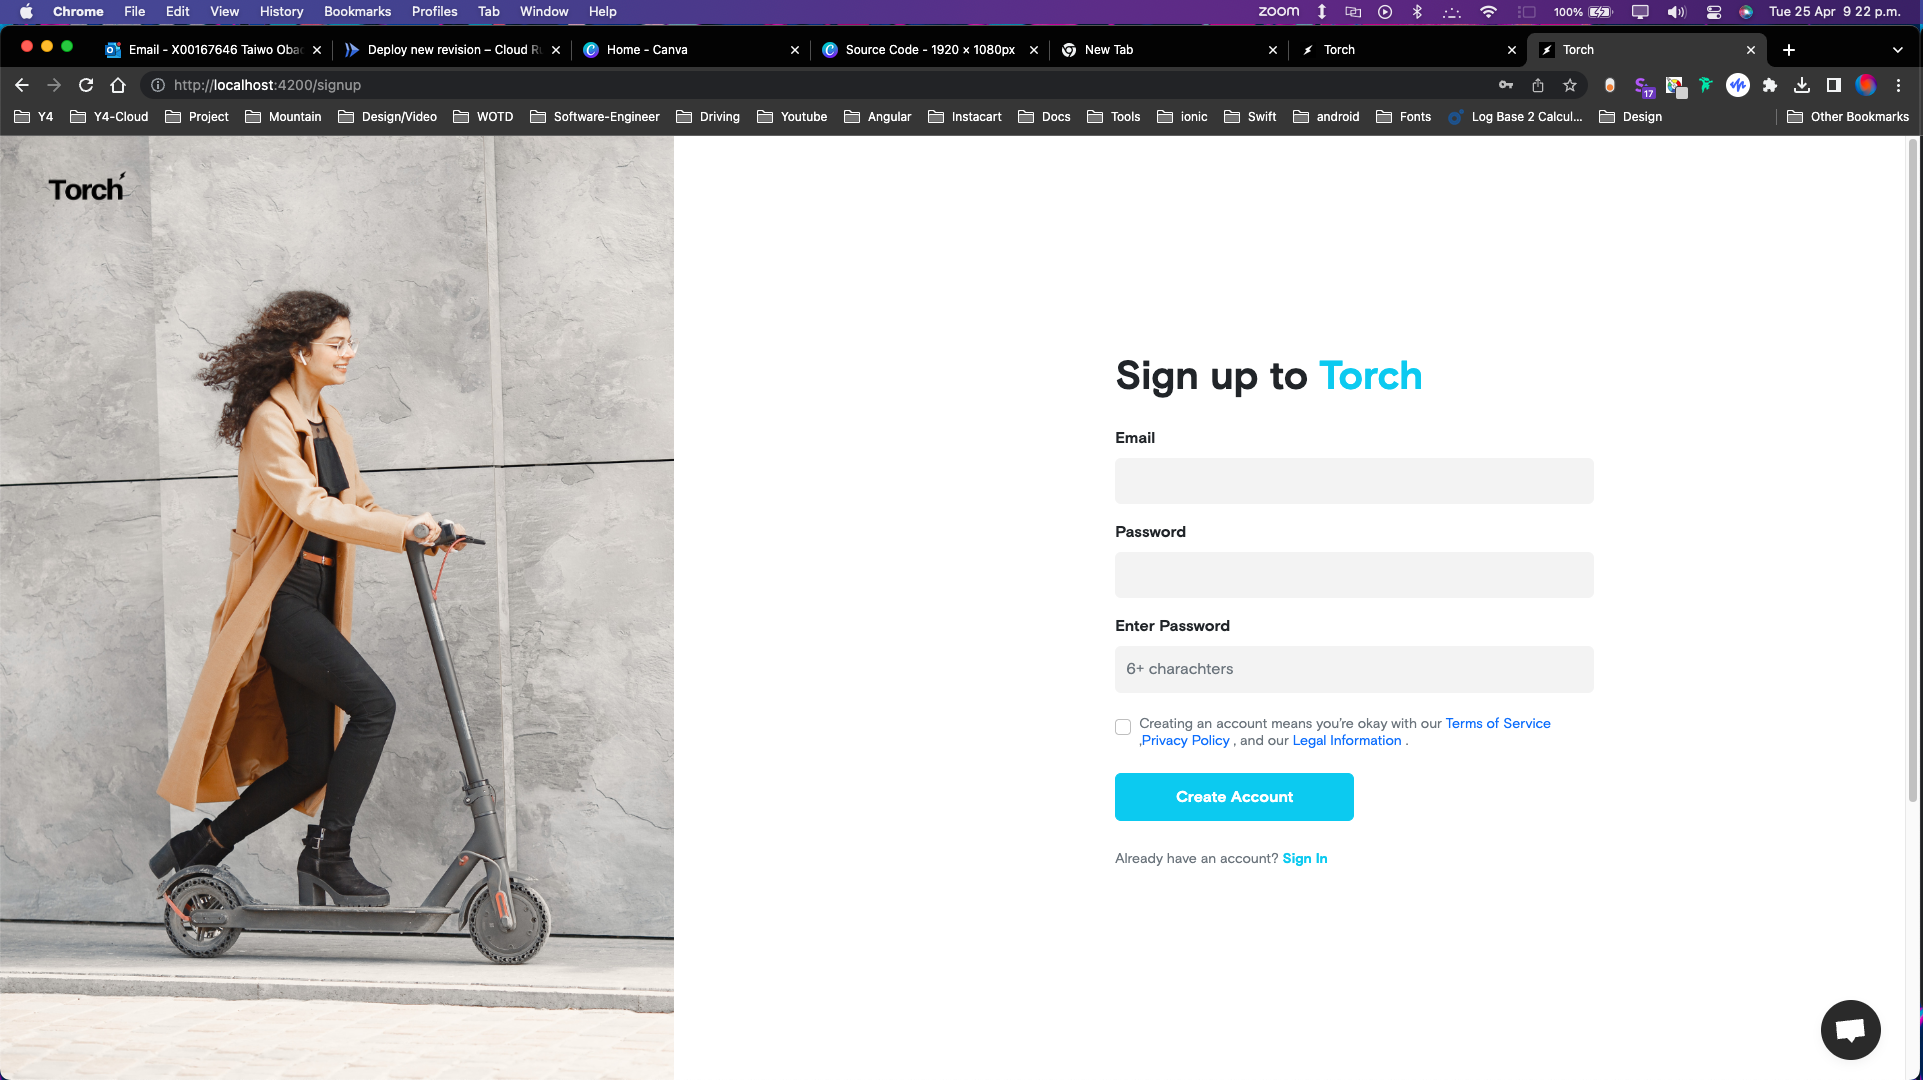 Chrome File Edit View History Bookmarks Profiles Tab Window Help zoom 100% Tue 25 Apr 9 22 p.m.
Email - X00167646 Taiwo Obac Deploy new revision – Cloud Ru Home - Canva Source Code - 1920 × 1080px New Tab Torch Torch
http://localhost:4200/signup 17
Y4 Y4-Cloud Project Mountain Design/Video WOTD Software-Engineer Driving Youtube Angular Instacart Docs Tools ionic Swift android Fonts Log Base 2 Calcul... Design Other Bookmarks
Torch
Sign up to Torch
Email
Password
Enter Password
6+ charachters
Creating an account means you're okay with our Terms of Service
,Privacy Policy , and our Legal Information .
Create Account
Already have an account? Sign In